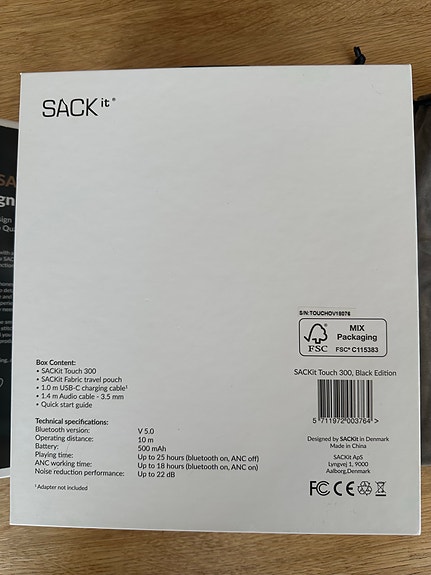 SACKit®
S/N: TOUCHOV18076
FSC
MIX
Packaging
FSC® C115383
Box Content:
• SACKit Touch 300
• SACKit Fabric travel pouch
• 1.0 m USB-C charging cable¹
• 1.4 m Audio cable - 3.5 mm
• Quick start guide
Technical specifications:
Bluetooth version: V 5.0
Operating distance: 10 m
Battery: 500 mAh
Playing time: Up to 25 hours (bluetooth on, ANC off)
ANC working time: Up to 18 hours (bluetooth on, ANC on)
Noise reduction performance: Up to 22 dB
¹ Adapter not included
SACKit Touch 300, Black Edition
5 711972 003764 >
Designed by SACKit in Denmark
Made in China
SACKit ApS
Lyngvej 1, 9000
Aalborg,Denmark
FC CE